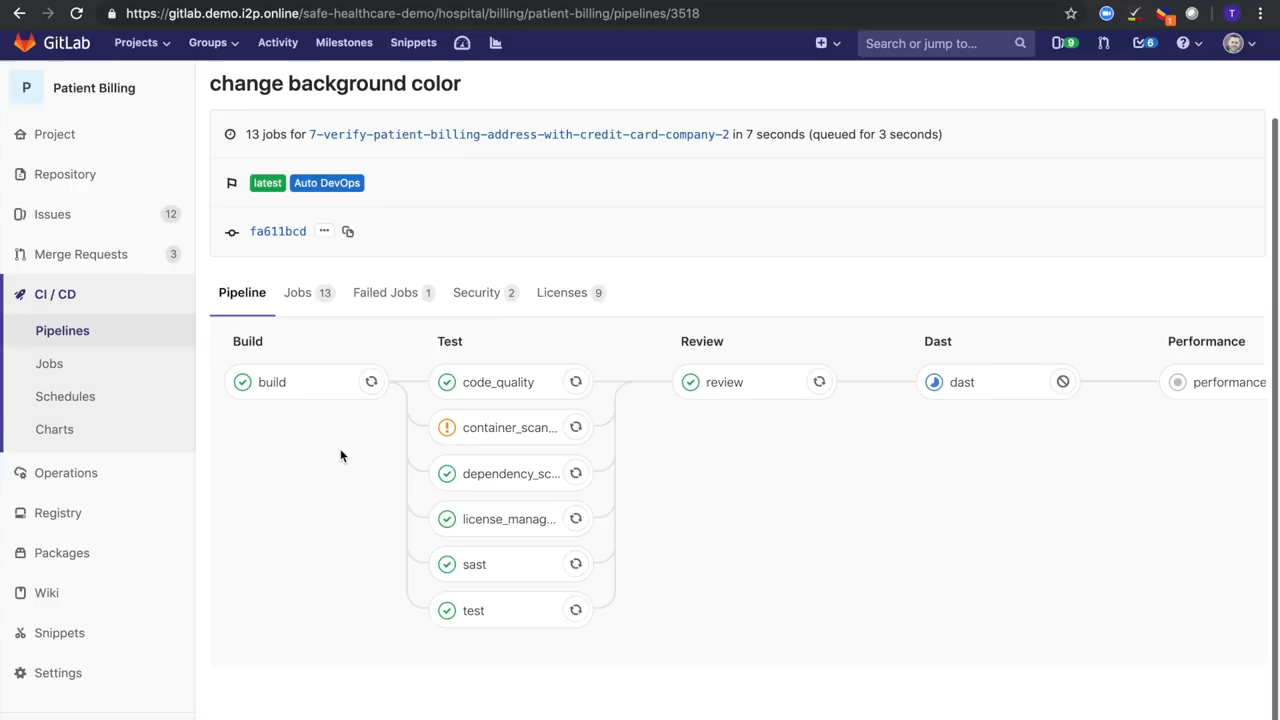 https://gitlab.demo.i2p.online/safe-healthcare-demo/hospital/billing/patient-billing/pipelines/3518
1
T
GitLab
Projects
Groups
Activity
Milestones
Snippets
Search or jump to...
9
6
P
Patient Billing
Project
Repository
Issues 12
Merge Requests 3
CI / CD
Pipelines
Jobs
Schedules
Charts
Operations
Registry
Packages
Wiki
Snippets
Settings
change background color
13 jobs for 7-verify-patient-billing-address-with-credit-card-company-2 in 7 seconds (queued for 3 seconds)
latest Auto DevOps
fa611bcd ...
Pipeline Jobs 13 Failed Jobs 1 Security 2 Licenses 9
Build
build
Test
code_quality
container_scan...
dependency_sc...
license_manag...
sast
test
Review
review
Dast
dast
Performance
performance